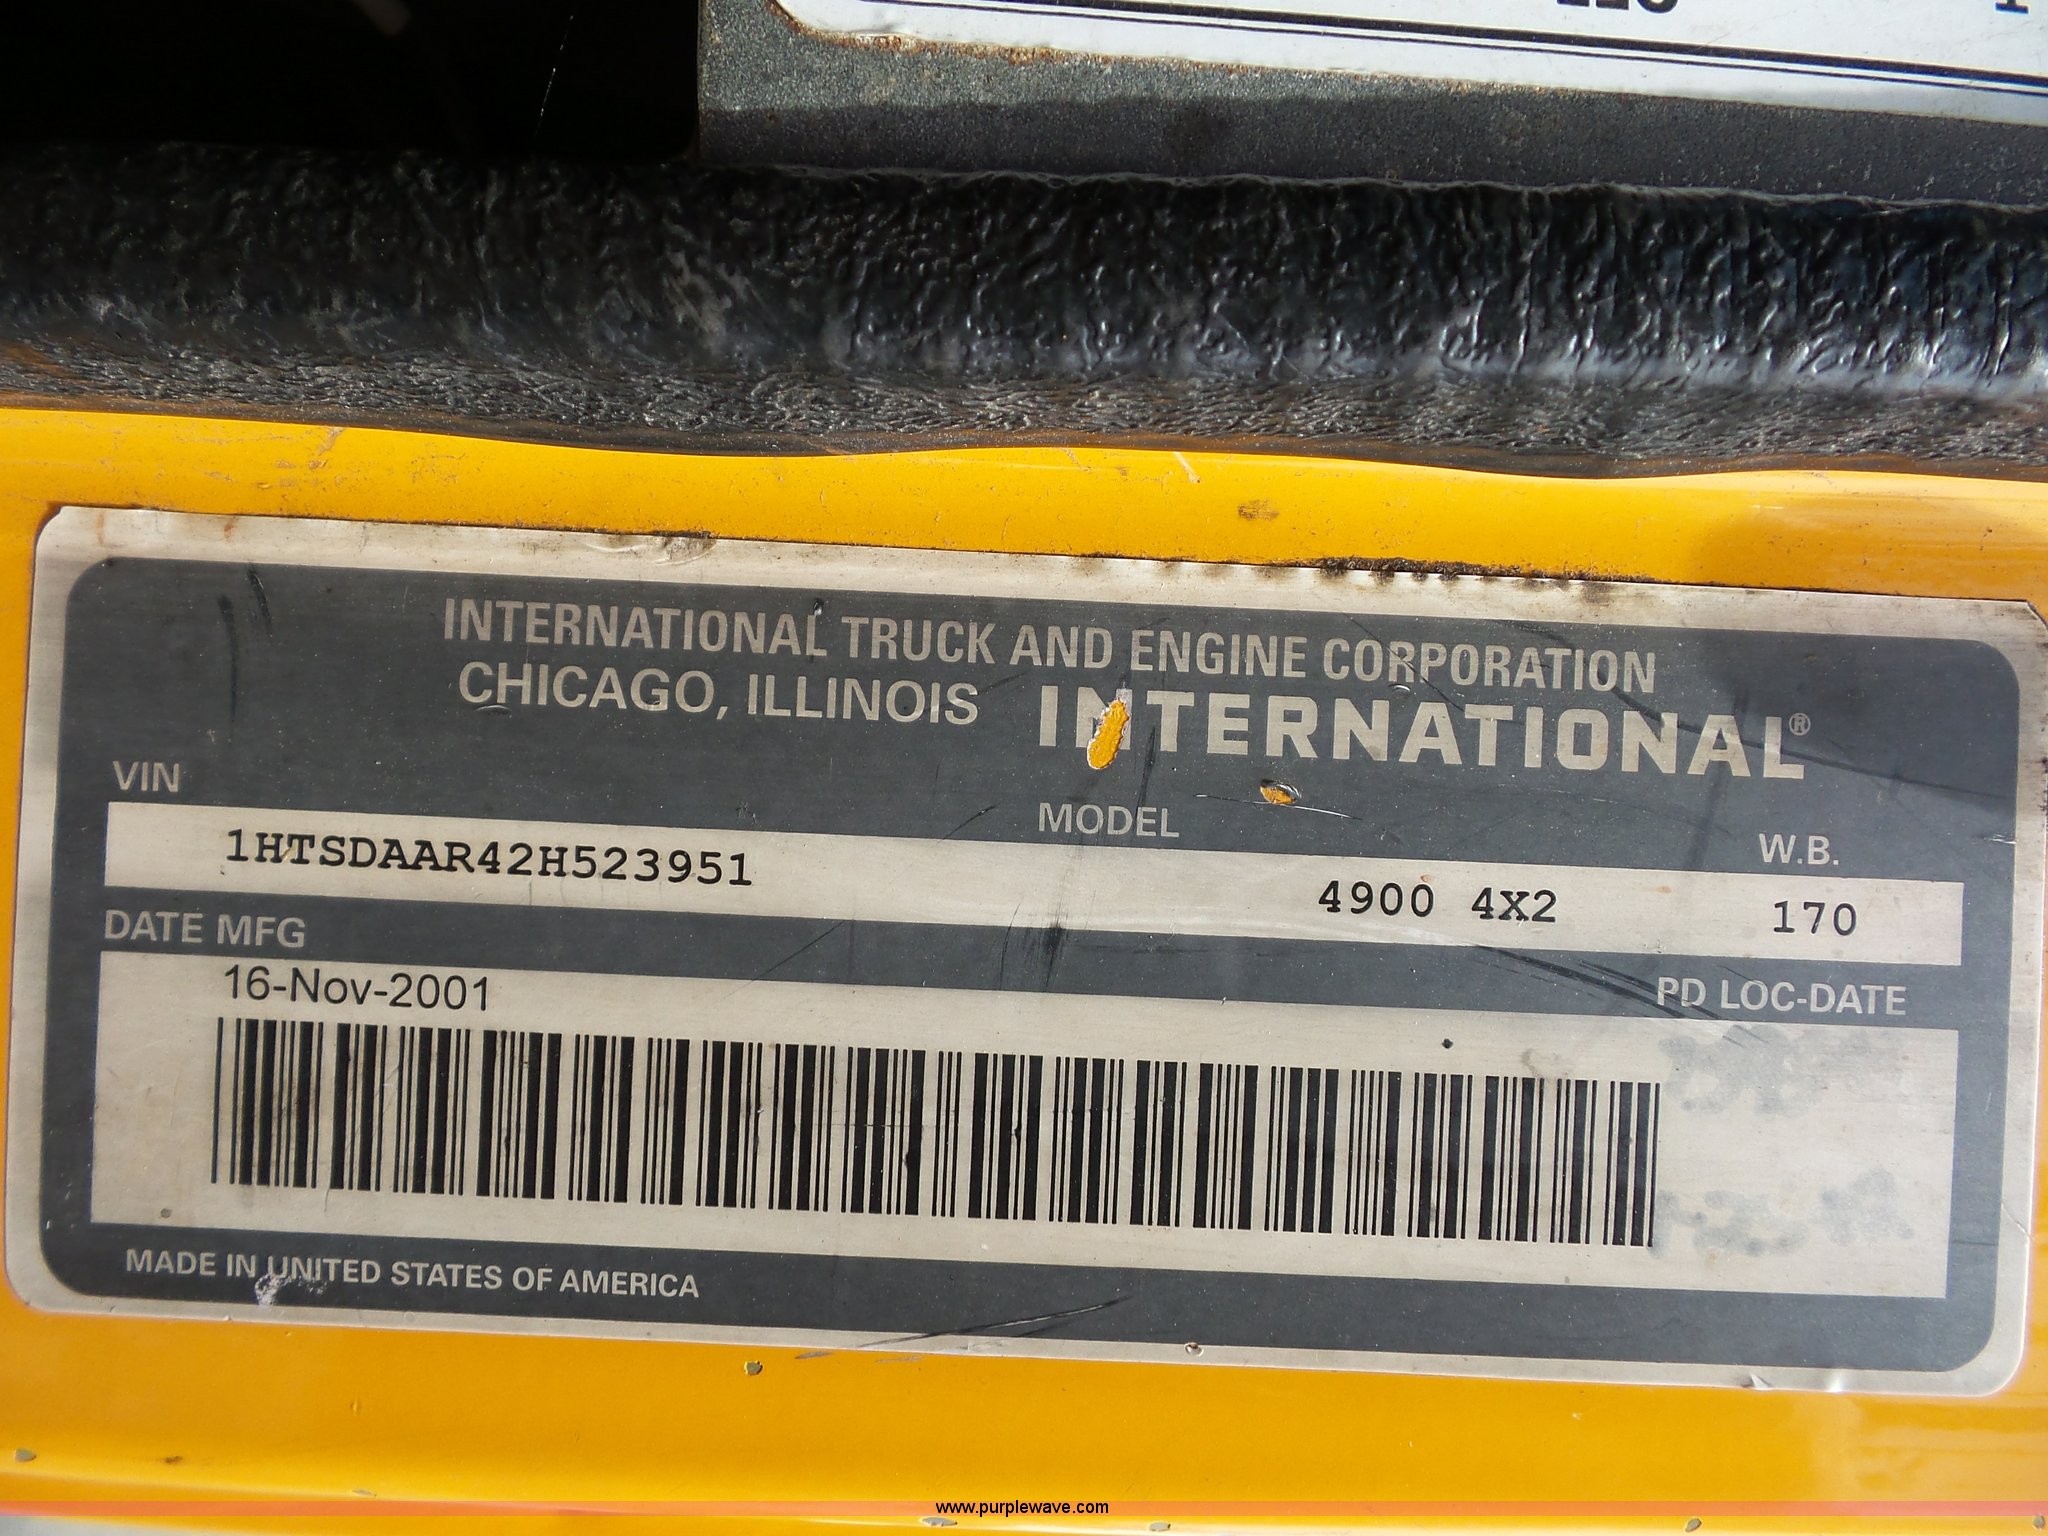 INTERNATIONAL TRUCK AND ENGINE CORPORATION
CHICAGO, ILLINOIS INTERNATIONAL®
VIN MODEL W.B.
1HTSDAAR42H523951 4900 4X2 170
DATE MFG PD LOC-DATE
16-Nov-2001
MADE IN UNITED STATES OF AMERICA
www.purplewave.com